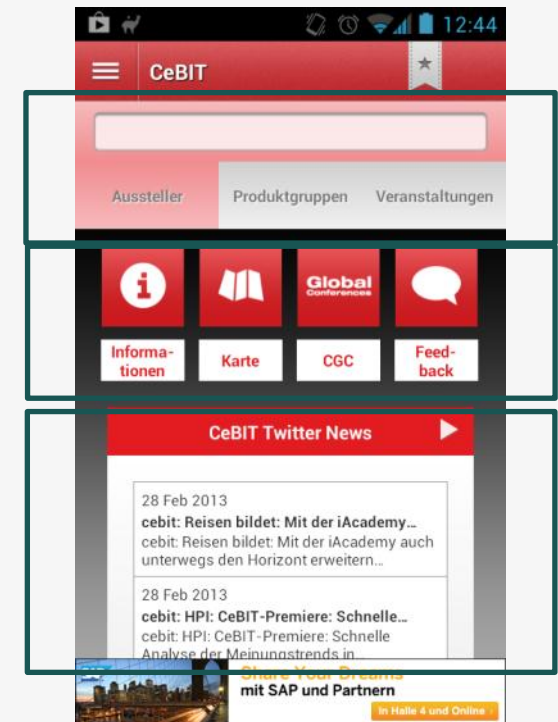 12:44
CeBIT
Aussteller
Produktgruppen
Veranstaltungen
Global
Conferences
Informa-
tionen
Karte
CGC
Feed-
back
CeBIT Twitter News
28 Feb 2013
cebit: Reisen bildet: Mit der iAcademy...
cebit: Reisen bildet: Mit der iAcademy auch
unterwegs den Horizont erweitern...
28 Feb 2013
cebit: HPI: CeBIT-Premiere: Schnelle...
cebit: HPI: CeBIT-Premiere: Schnelle
Analyse der Meinungstrends in...
Share Your Dreams
mit SAP und Partnern
In Halle 4 und Online ›